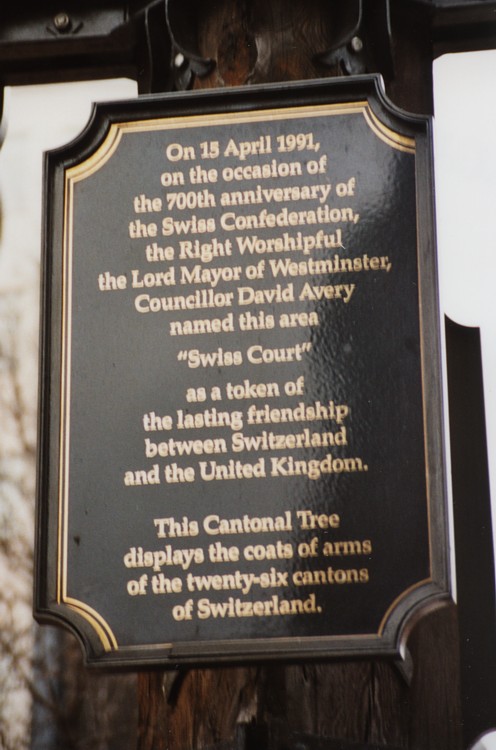 On 15 April 1991,
on the occasion of
the 700th anniversary of
the Swiss Confederation,
the Right Worshipful
the Lord Mayor of Westminster,
Councillor David Avery
named this area
"Swiss Court"
as a token of
the lasting friendship
between Switzerland
and the United Kingdom.
This Cantonal Tree
displays the coats of arms
of the twenty-six cantons
of Switzerland.